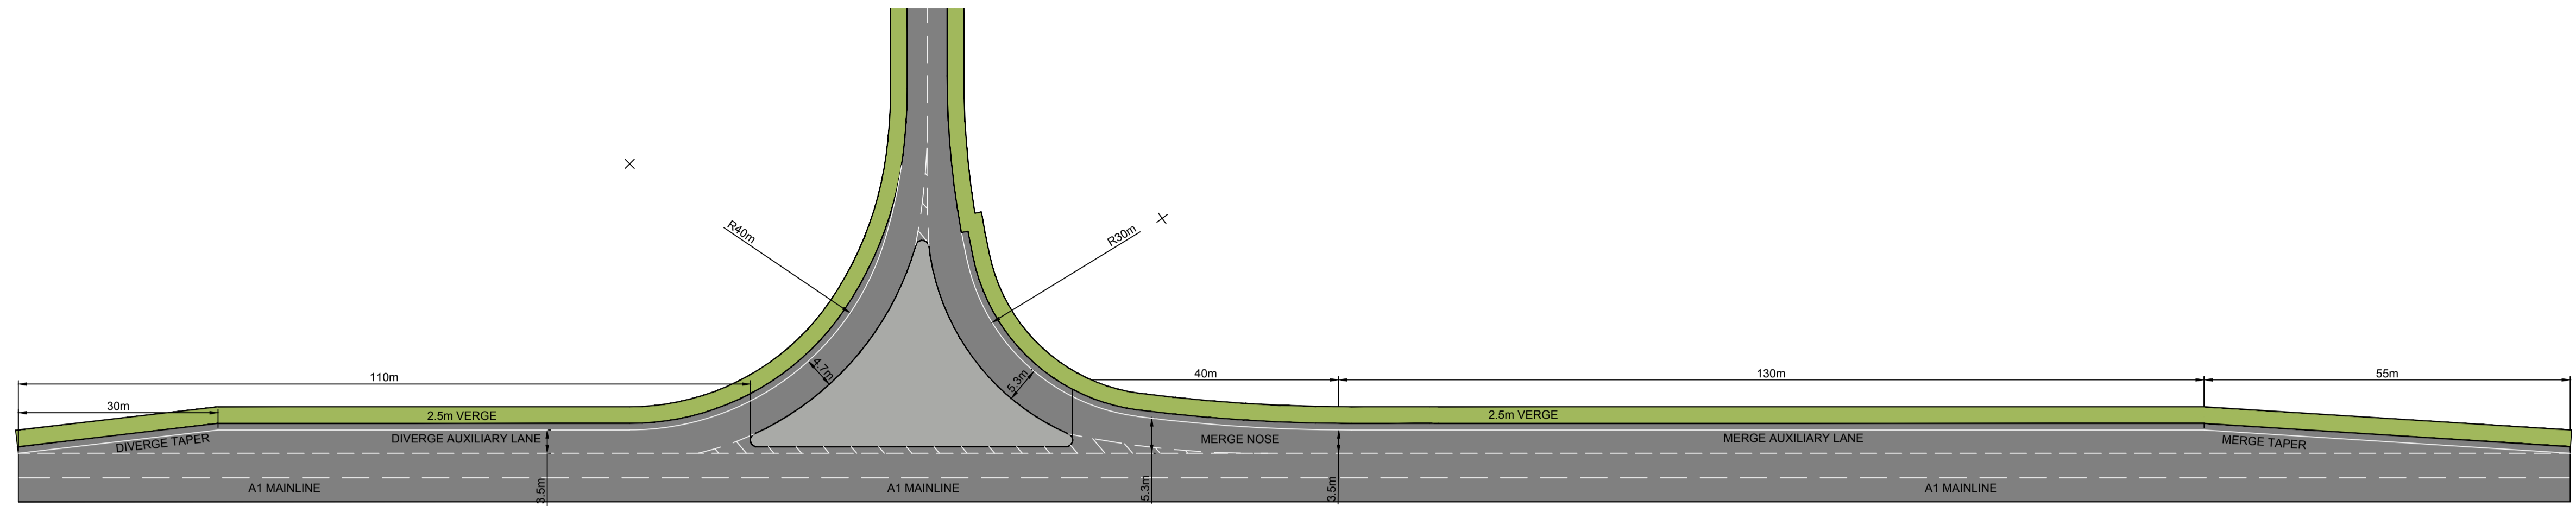 R40m
R30m
4.7m
5.3m
110m
40m
130m
55m
30m
2.5m VERGE
2.5m VERGE
DIVERGE TAPER
DIVERGE AUXILIARY LANE
MERGE NOSE
MERGE AUXILIARY LANE
MERGE TAPER
3.5m
5.3m
3.5m
A1 MAINLINE
A1 MAINLINE
A1 MAINLINE